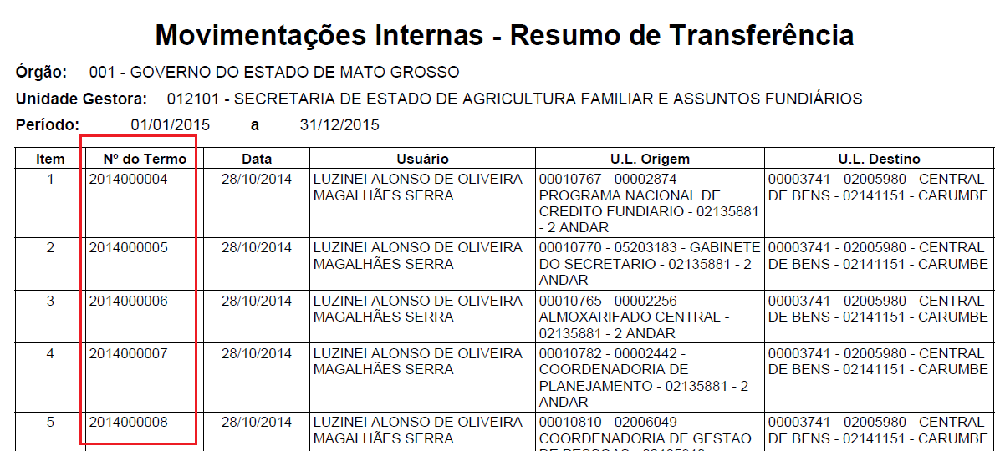 Movimentações Internas - Resumo de Transferência
Órgão: 001 - GOVERNO DO ESTADO DE MATO GROSSO
Unidade Gestora: 012101 - SECRETARIA DE ESTADO DE AGRICULTURA FAMILIAR E ASSUNTOS FUNDIÁRIOS
Período: 01/01/2015 a 31/12/2015
Item Nº do Termo Data Usuário U.L. Origem U.L. Destino
1 2014000004 28/10/2014 LUZINEI ALONSO DE OLIVEIRA 00010767 - 00002874 - 00003741 - 02005980 - CENTRAL
MAGALHÃES SERRA PROGRAMA NACIONAL DE DE BENS - 02141151 - CARUMBE
CREDITO FUNDIARIO - 02135881
- 2 ANDAR
2 2014000005 28/10/2014 LUZINEI ALONSO DE OLIVEIRA 00010770 - 05203183 - GABINETE 00003741 - 02005980 - CENTRAL
MAGALHÃES SERRA DO SECRETARIO - 02135881 - 2 DE BENS - 02141151 - CARUMBE
ANDAR
3 2014000006 28/10/2014 LUZINEI ALONSO DE OLIVEIRA 00010765 - 00002256 - 00003741 - 02005980 - CENTRAL
MAGALHÃES SERRA ALMOXARIFADO CENTRAL - DE BENS - 02141151 - CARUMBE
02135881 - 2 ANDAR
4 2014000007 28/10/2014 LUZINEI ALONSO DE OLIVEIRA 00010782 - 00002442 - 00003741 - 02005980 - CENTRAL
MAGALHÃES SERRA COORDENADORIA DE DE BENS - 02141151 - CARUMBE
PLANEJAMENTO - 02135881 - 2
ANDAR
5 2014000008 28/10/2014 LUZINEI ALONSO DE OLIVEIRA 00010810 - 02006049 - 00003741 - 02005980 - CENTRAL
MAGALHÃES SERRA COORDENADORIA DE GESTAO DE BENS - 02141151 - CARUMBE